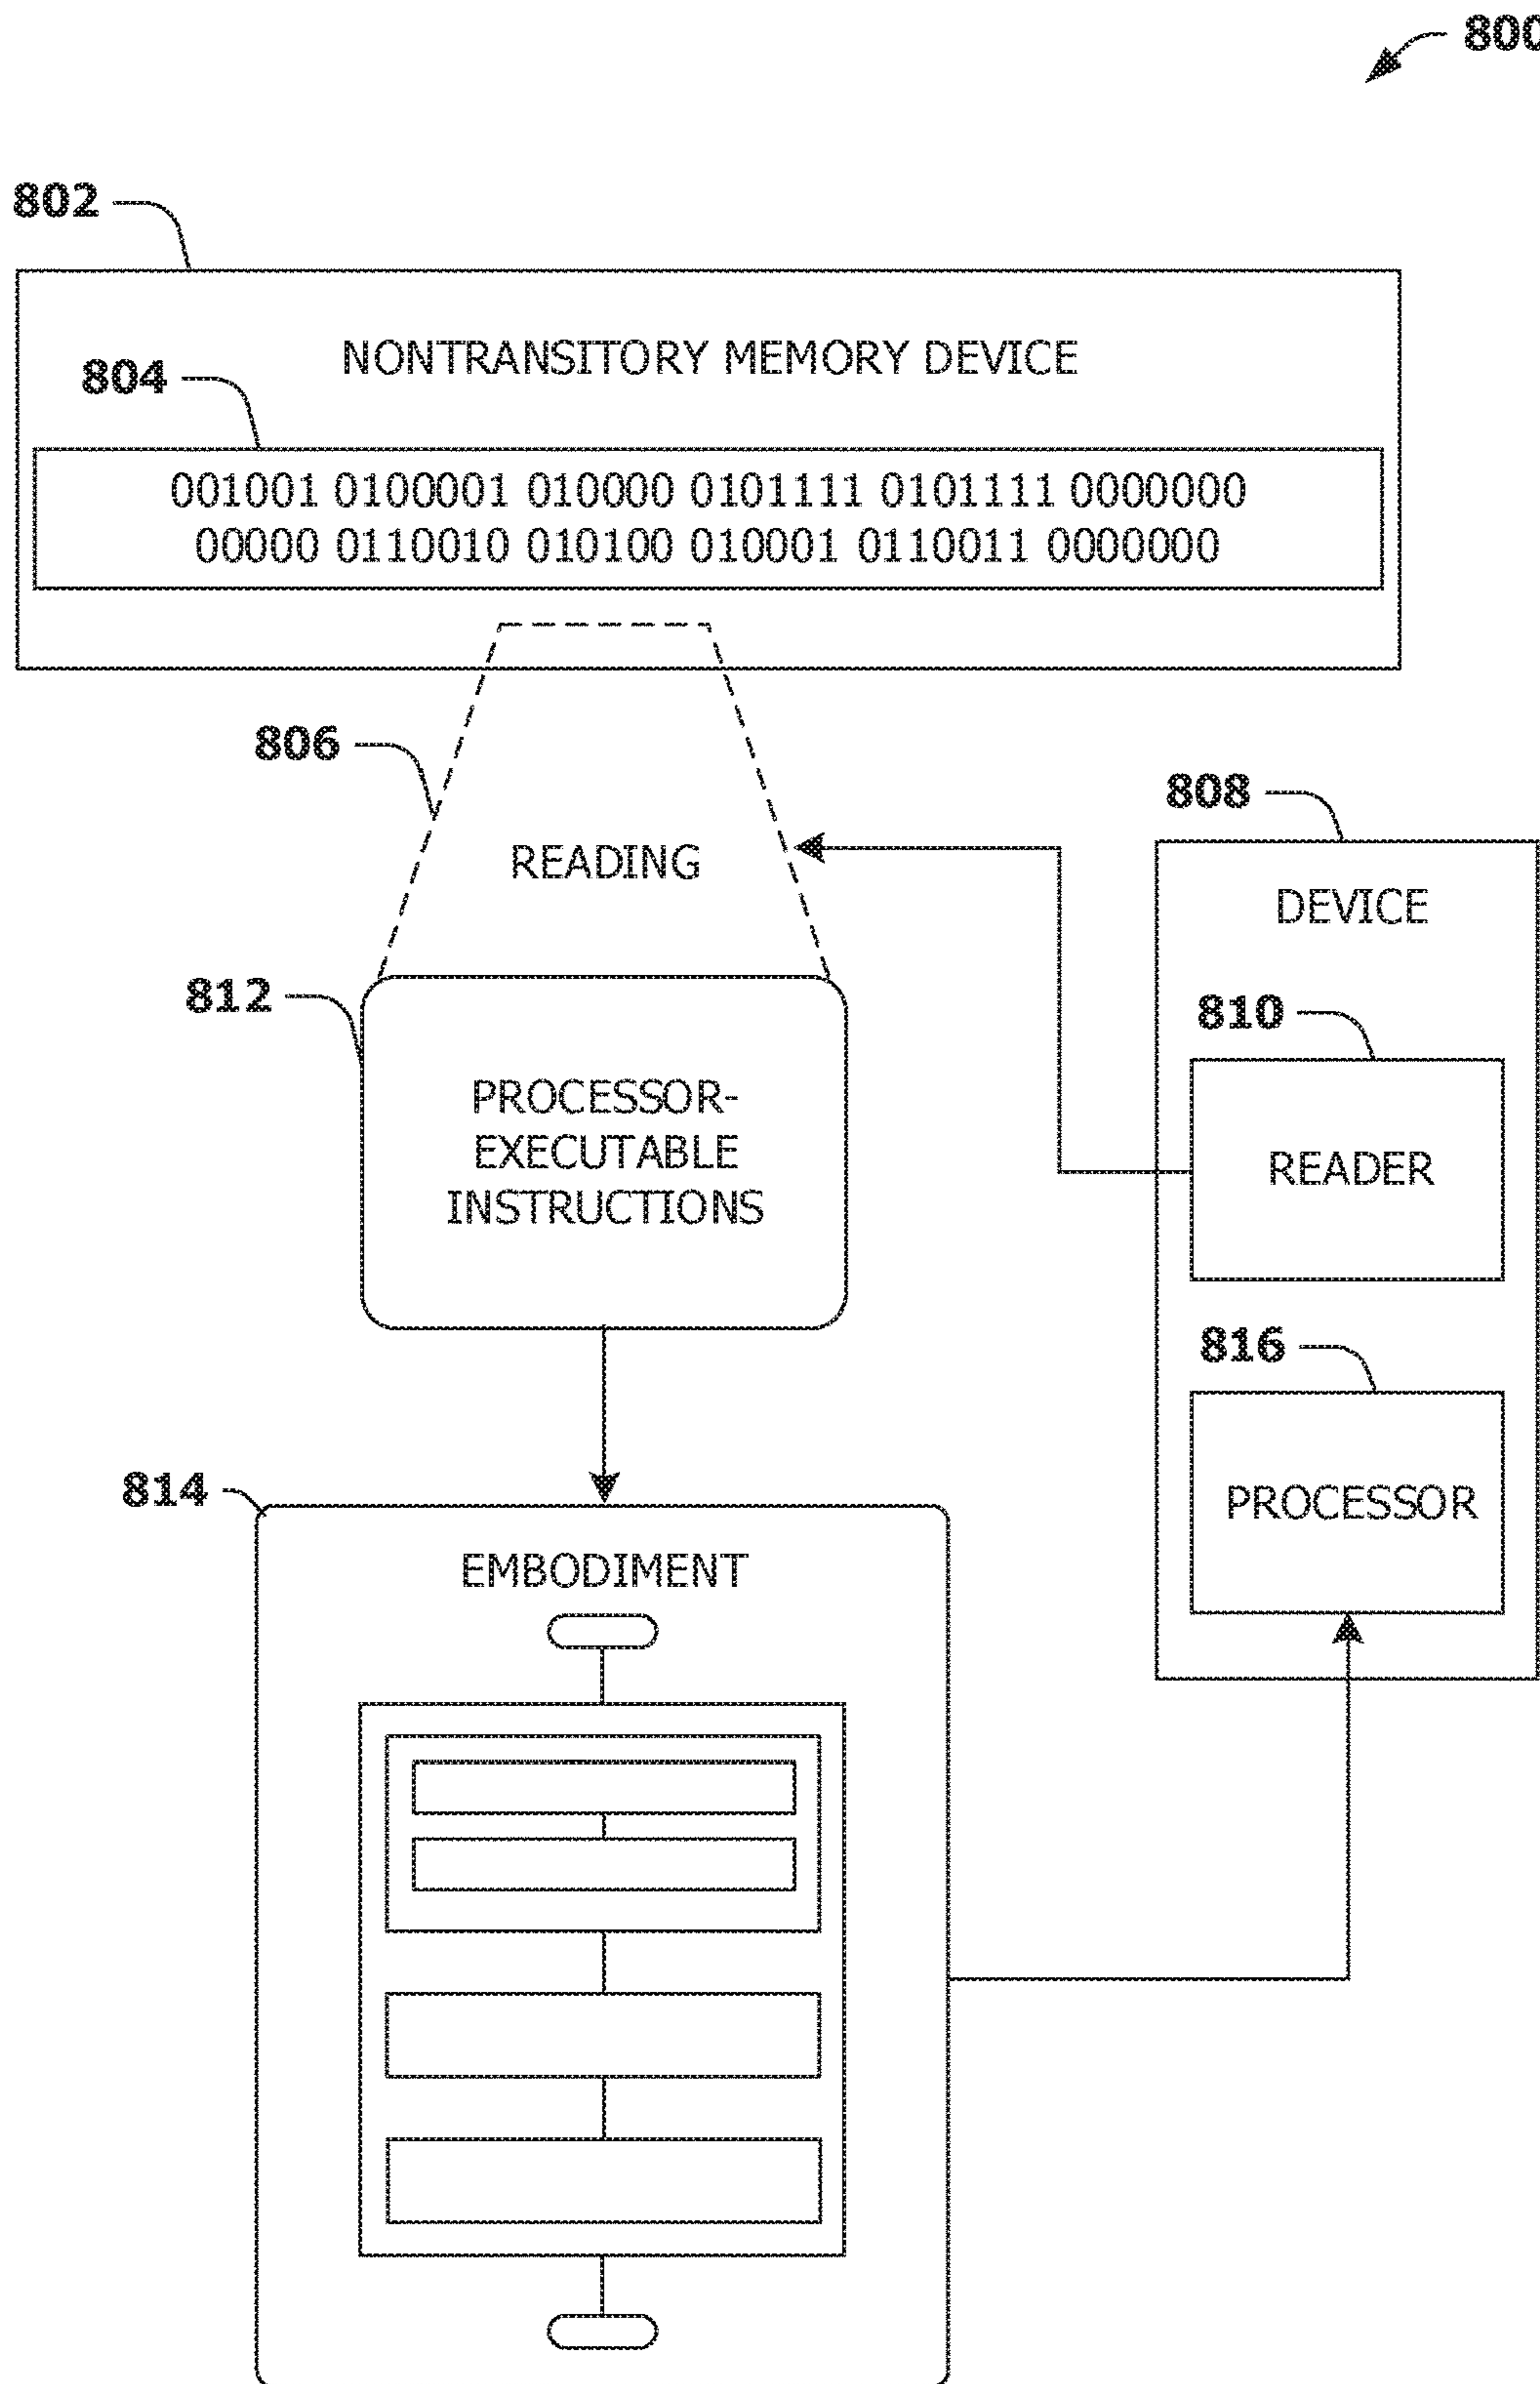 800
802
NONTRANSITORY MEMORY DEVICE
804
001001 0100001 010000 0101111 0101111 0000000
00000 0110010 010100 010001 0110011 0000000
806
READING
808
DEVICE
810
READER
812
PROCESSOR-
EXECUTABLE
INSTRUCTIONS
816
PROCESSOR
814
EMBODIMENT